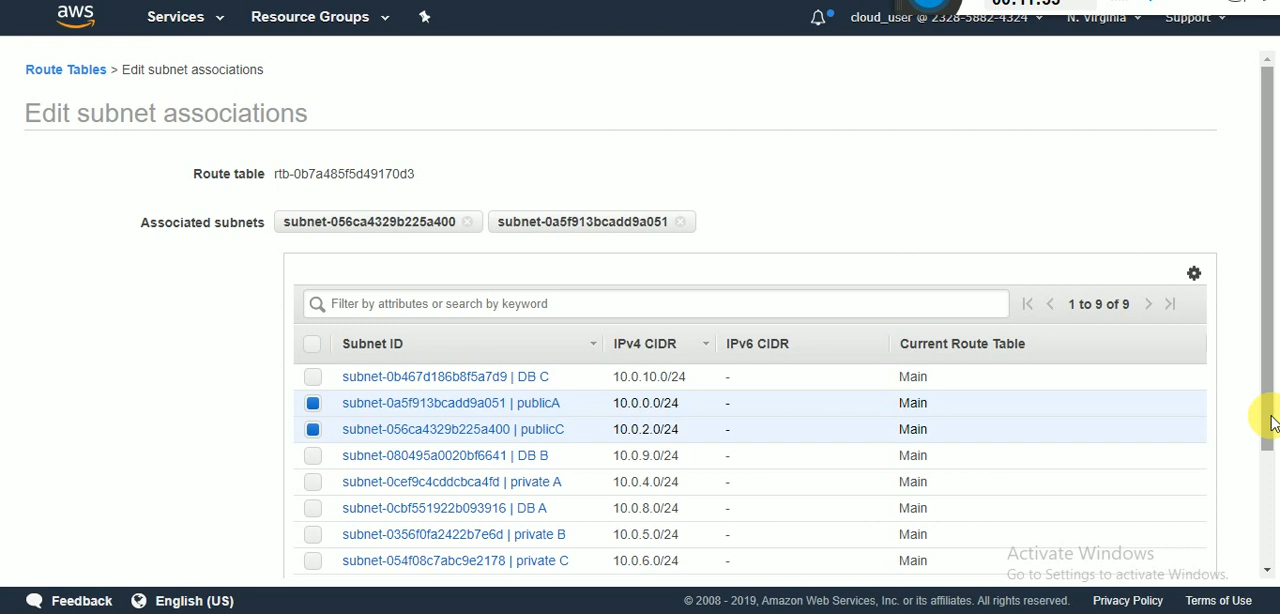 aws Services Resource Groups cloud_user @ 2328-5882-4324 N. Virginia Support
Route Tables > Edit subnet associations
Edit subnet associations
Route table rtb-0b7a485f5d49170d3
Associated subnets subnet-056ca4329b225a400 subnet-0a5f913bcadd9a051
Filter by attributes or search by keyword 1 to 9 of 9
Subnet ID IPv4 CIDR IPv6 CIDR Current Route Table
subnet-0b467d186b8f5a7d9 | DB C 10.0.10.0/24 - Main
subnet-0a5f913bcadd9a051 | publicA 10.0.0.0/24 - Main
subnet-056ca4329b225a400 | publicC 10.0.2.0/24 - Main
subnet-080495a0020bf6641 | DB B 10.0.9.0/24 - Main
subnet-0cef9c4cddcbca4fd | private A 10.0.4.0/24 - Main
subnet-0cbf551922b093916 | DB A 10.0.8.0/24 - Main
subnet-0356f0fa2422b7e6d | private B 10.0.5.0/24 - Main
subnet-054f08c7abc9e2178 | private C 10.0.6.0/24 - Main
Activate Windows
Go to Settings to activate Windows.
Feedback English (US) © 2008 - 2019, Amazon Web Services, Inc. or its affiliates. All rights reserved. Privacy Policy Terms of Use